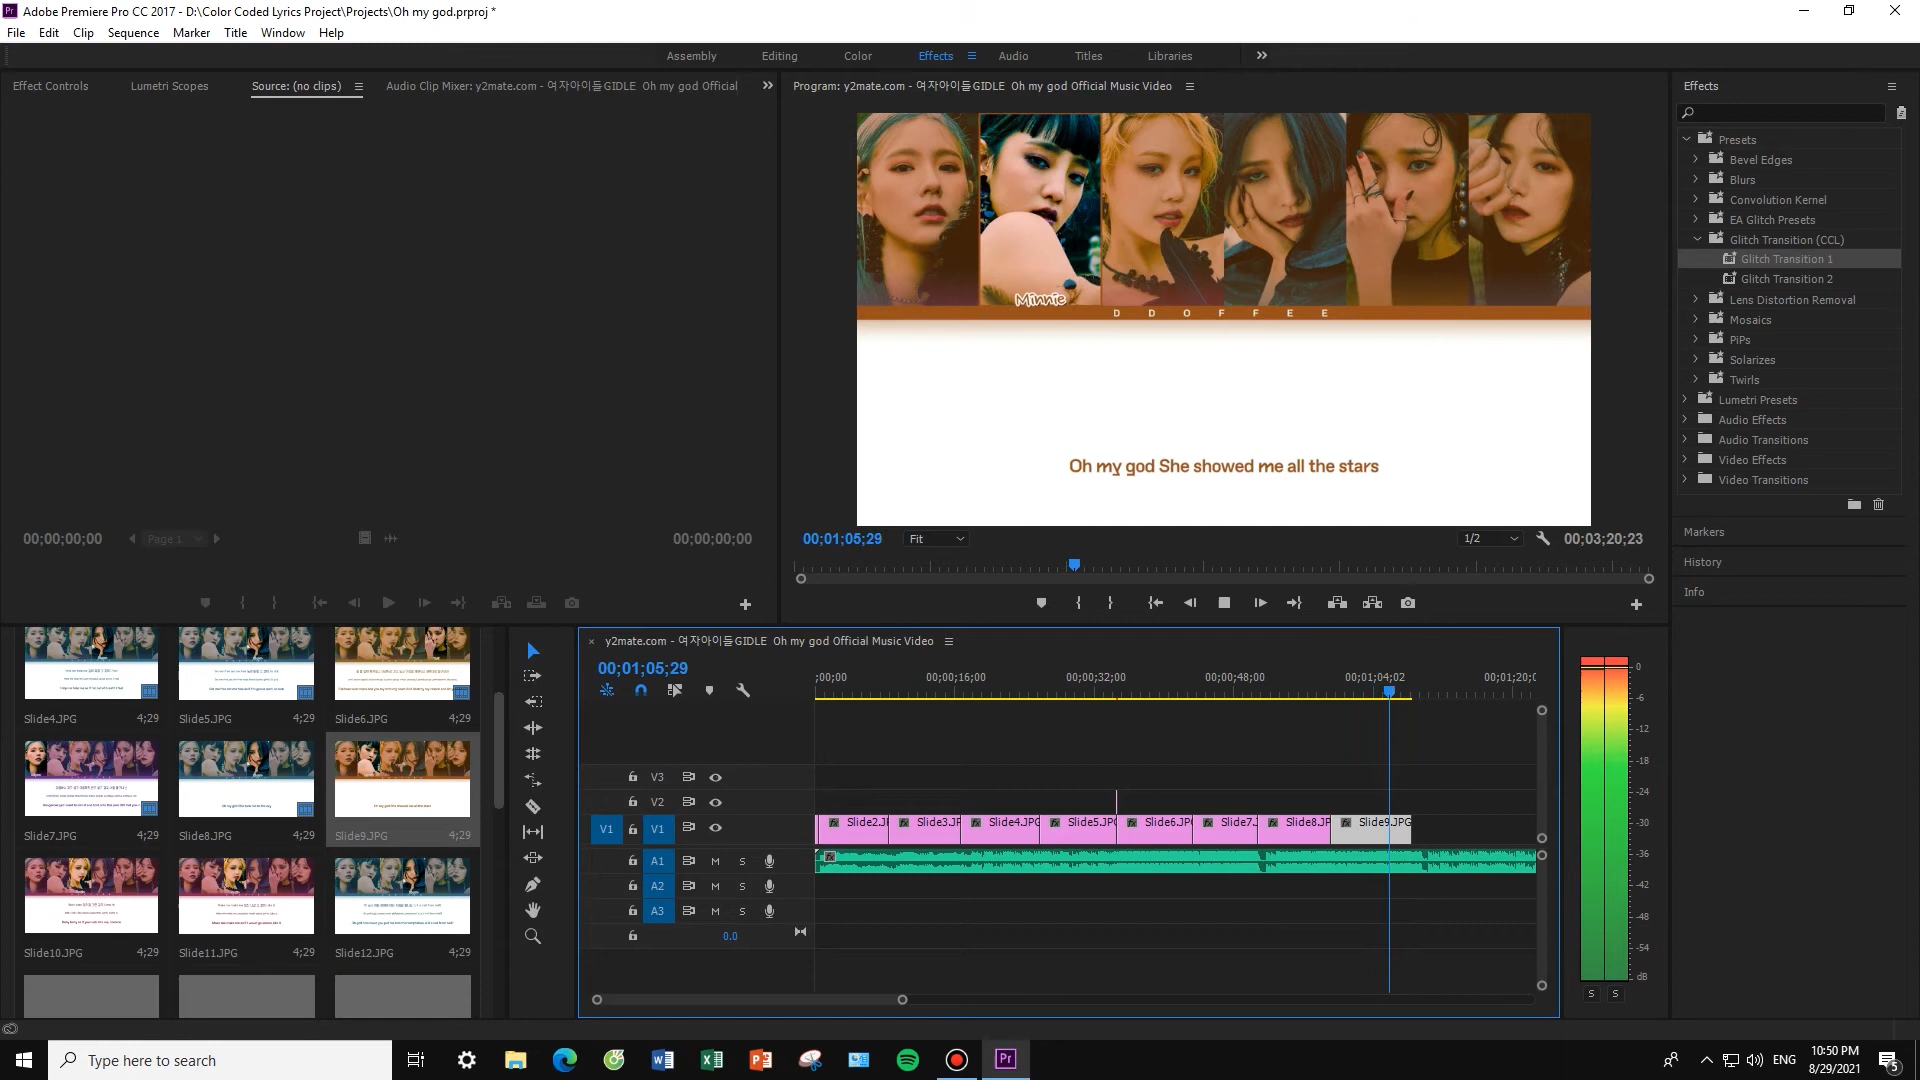 Adobe Premiere Pro CC 2017 - D:\Color Coded Lyrics Project\Projects\Oh my god.prproj *
File Edit Clip Sequence Marker Title Window Help
Assembly Editing Color Effects Audio Titles Libraries
Effect Controls Lumetri Scopes Source: (no clips) Audio Clip Mixer: y2mate.com - 여자아이들GIDLE Oh my god Official
Program: y2mate.com - 여자아이들GIDLE Oh my god Official Music Video
Minnie
D D O F F E E
Oh my god She showed me all the stars
00;00;00;00 Page 1 00;00;00;00
00;01;05;29 Fit 1/2 00;03;20;23
Effects
Presets
Bevel Edges
Blurs
Convolution Kernel
EA Glitch Presets
Glitch Transition (CCL)
Glitch Transition 1
Glitch Transition 2
Lens Distortion Removal
Mosaics
PiPs
Solarizes
Twirls
Lumetri Presets
Audio Effects
Audio Transitions
Video Effects
Video Transitions
Markers
History
Info
Slide4.JPG 4;29 Slide5.JPG 4;29 Slide6.JPG 4;29
Slide7.JPG 4;29 Slide8.JPG 4;29 Slide9.JPG 4;29
Slide10.JPG 4;29 Slide11.JPG 4;29 Slide12.JPG 4;29
× y2mate.com - 여자아이들GIDLE Oh my god Official Music Video
00;01;05;29
;00;00 00;00;16;00 00;00;32;00 00;00;48;00 00;01;04;02 00;01;20;0
V3
V2
V1 V1 fx Slide2.J fx Slide3.JP fx Slide4.JPG fx Slide5.JPG fx Slide6.JPG fx Slide7.J fx Slide8.JP fx Slide9.JPG
A1 M S fx
A2 M S
A3 M S
0.0
0
-6
-12
-18
-24
-30
-36
-42
-48
-54
dB
S S
Type here to search
ENG
10:50 PM
8/29/2021
5